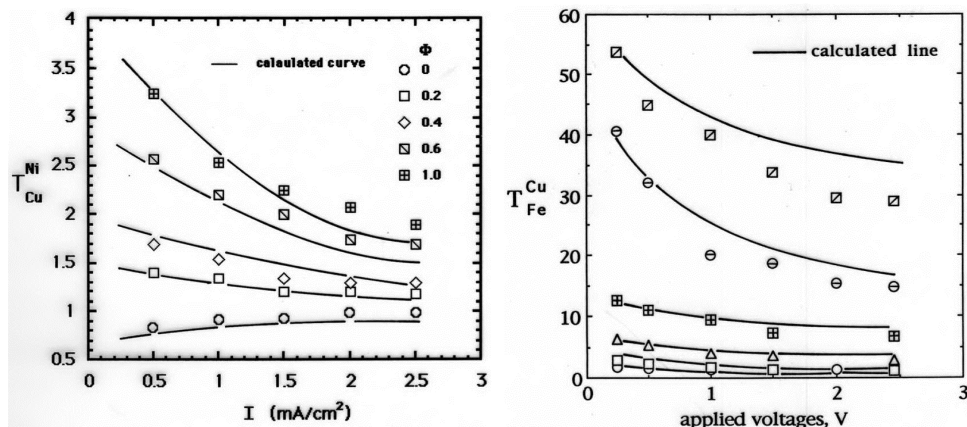 4
3.5
3
2.5
2
1.5
1
0.5
T Ni Cu
calaulated curve
Φ
0
0.2
0.4
0.6
1.0
0 0.5 1.0 1.5 2.0 2.5 3
I (mA/cm²)
60
50
40
30
20
10
0
T Cu Fe
calculated line
0 1 2 3
applied voltages, V